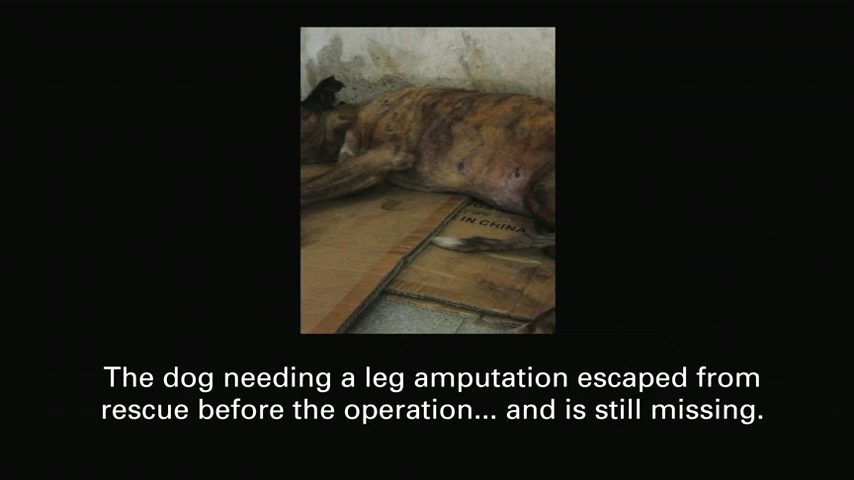 IN CHINA
The dog needing a leg amputation escaped from
rescue before the operation... and is still missing.